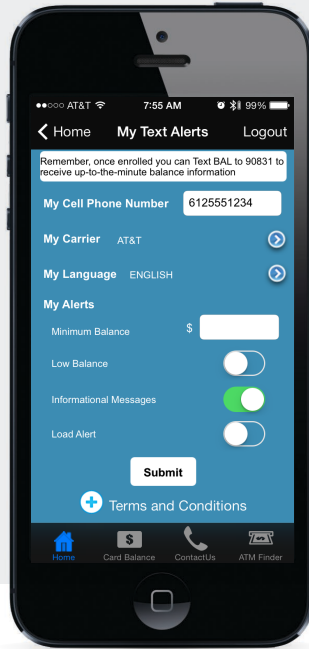 AT&T 7:55 AM 99%
Home My Text Alerts Logout
Remember, once enrolled you can Text BAL to 90831 to
receive up-to-the-minute balance information
My Cell Phone Number 6125551234
My Carrier AT&T
My Language ENGLISH
My Alerts
Minimum Balance $
Low Balance
Informational Messages
Load Alert
Submit
Terms and Conditions
$
Home Card Balance ContactUs ATM Finder